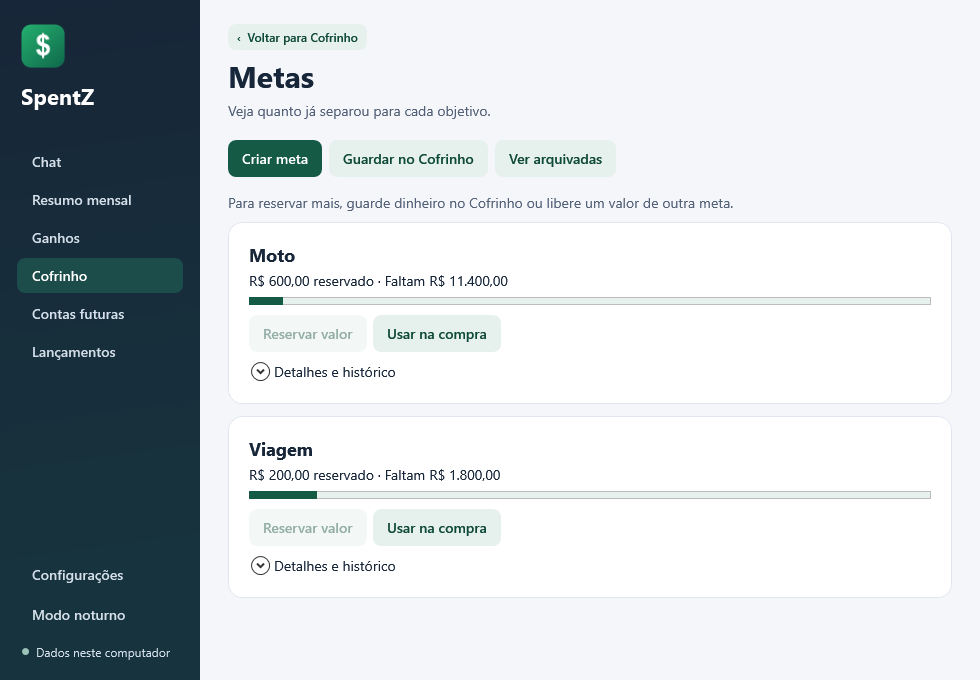 $
SpentZ
Chat
Resumo mensal
Ganhos
Cofrinho
Contas futuras
Lançamentos
Configurações
Modo noturno
Dados neste computador
‹ Voltar para Cofrinho
Metas
Veja quanto já separou para cada objetivo.
Criar meta
Guardar no Cofrinho
Ver arquivadas
Para reservar mais, guarde dinheiro no Cofrinho ou libere um valor de outra meta.
Moto
R$ 600,00 reservado · Faltam R$ 11.400,00
Reservar valor
Usar na compra
Detalhes e histórico
Viagem
R$ 200,00 reservado · Faltam R$ 1.800,00
Reservar valor
Usar na compra
Detalhes e histórico